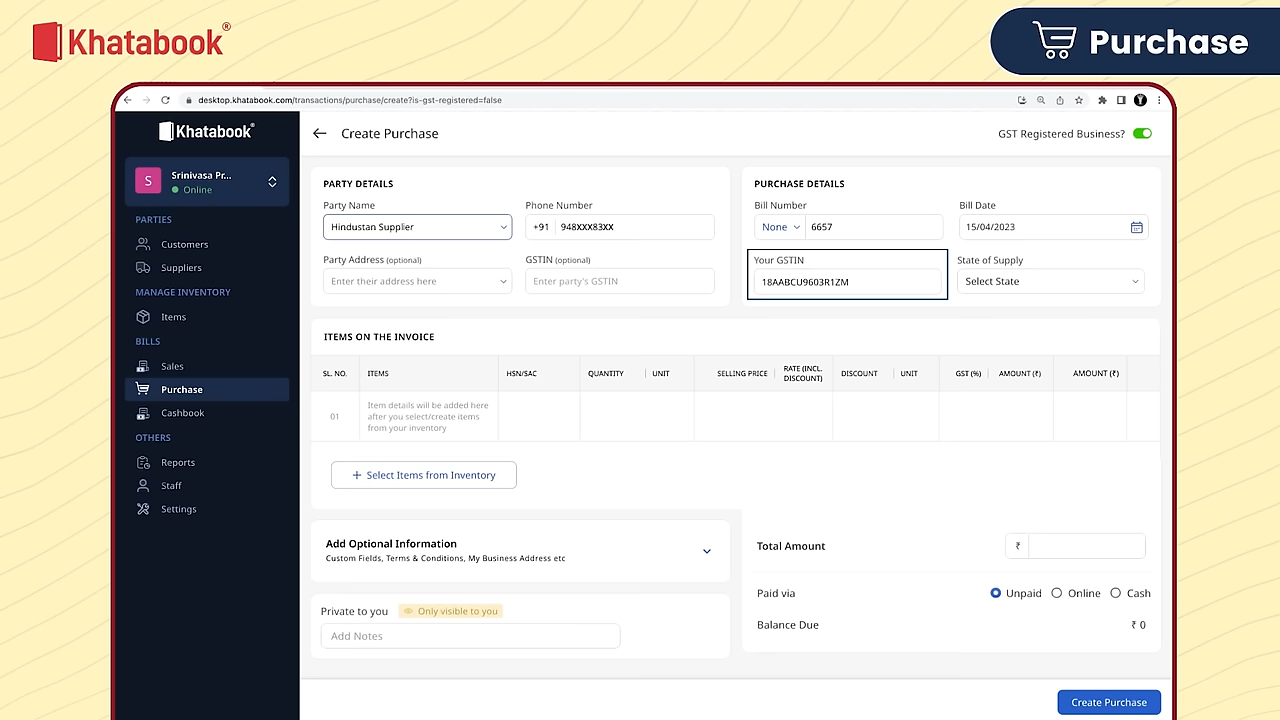 Khatabook®
Purchase
desktop.khatabook.com/transactions/purchase/create?is-gst-registered=false
Khatabook®
Create Purchase
GST Registered Business?
S
Srinivasa Pr...
Online
PARTIES
Customers
Suppliers
MANAGE INVENTORY
Items
BILLS
Sales
Purchase
Cashbook
OTHERS
Reports
Staff
Settings
PARTY DETAILS
Party Name
Phone Number
Hindustan Supplier
+91 948XXX83XX
Party Address (optional)
GSTIN (optional)
Enter their address here
Enter party's GSTIN
PURCHASE DETAILS
Bill Number
Bill Date
None 6657
15/04/2023
Your GSTIN
State of Supply
18AABCU9603R1ZM
Select State
ITEMS ON THE INVOICE
SL. NO. ITEMS HSN/SAC QUANTITY UNIT SELLING PRICE RATE (INCL. DISCOUNT) DISCOUNT UNIT GST (%) AMOUNT (₹) AMOUNT (₹)
01
Item details will be added here
after you select/create items
from your inventory
+ Select Items from Inventory
Add Optional Information
Custom Fields, Terms & Conditions, My Business Address etc
Private to you Only visible to you
Add Notes
Total Amount ₹
Paid via Unpaid Online Cash
Balance Due ₹ 0
Create Purchase